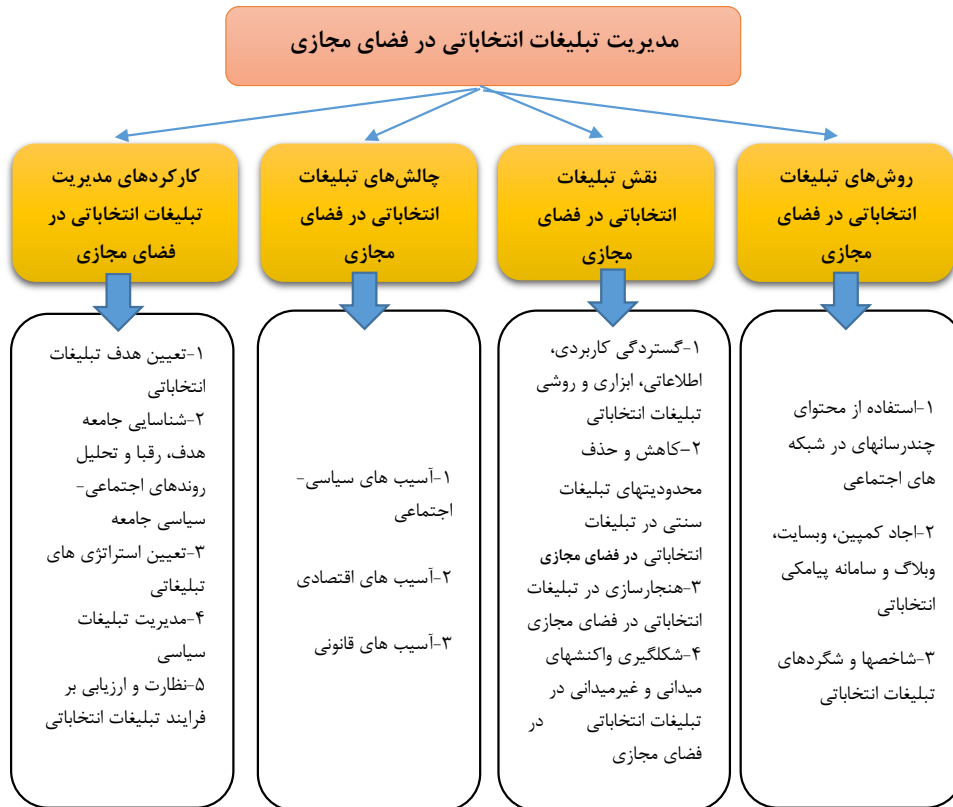 مدیریت تبلیغات انتخاباتی در فضای مجازی
روش‌های تبلیغات
انتخاباتی در فضای
مجازی
نقش تبلیغات
انتخاباتی در فضای
مجازی
چالش‌های تبلیغات
انتخاباتی در فضای
مجازی
کارکردهای مدیریت
تبلیغات انتخاباتی در
فضای مجازی
۱-استفاده از محتوای
چندرسانهای در شبکه
های اجتماعی
۲-اجاد کمپین، وبسایت،
وبلاگ و سامانه پیامکی
انتخاباتی
۳-شاخصها و شگردهای
تبلیغات انتخاباتی
۱-گستردگی کاربردی،
اطلاعاتی، ابزاری و روشی
تبلیغات انتخاباتی
۲-کاهش و حذف
محدودیتهای تبلیغات
سنتی در تبلیغات
انتخاباتی در فضای مجازی
۳-هنجارسازی در تبلیغات
انتخاباتی در فضای مجازی
۴-شکلگیری واکنشهای
میدانی و غیرمیدانی در
تبلیغات انتخاباتی در
فضای مجازی
۱-آسیب های سیاسی-
اجتماعی
۲-آسیب های اقتصادی
۳-آسیب های قانونی
۱-تعیین هدف تبلیغات
انتخاباتی
۲-شناسایی جامعه
هدف، رقبا و تحلیل
روندهای اجتماعی-
سیاسی جامعه
۳-تعیین استراتژی های
تبلیغاتی
۴-مدیریت تبلیغات
سیاسی
۵-نظارت و ارزیابی بر
فرایند تبلیغات انتخاباتی